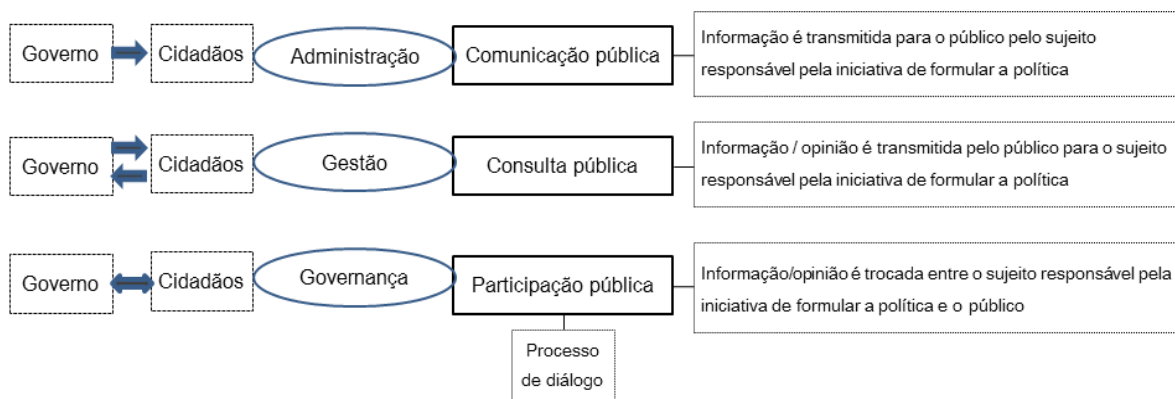 Governo
Cidadãos
Administração
Comunicação pública
Informação é transmitida para o público pelo sujeito
responsável pela iniciativa de formular a política
Governo
Cidadãos
Gestão
Consulta pública
Informação / opinião é transmitida pelo público para o sujeito
responsável pela iniciativa de formular a política
Governo
Cidadãos
Governança
Participação pública
Informação/opinião é trocada entre o sujeito responsável pela
iniciativa de formular a política e o público
Processo
de diálogo